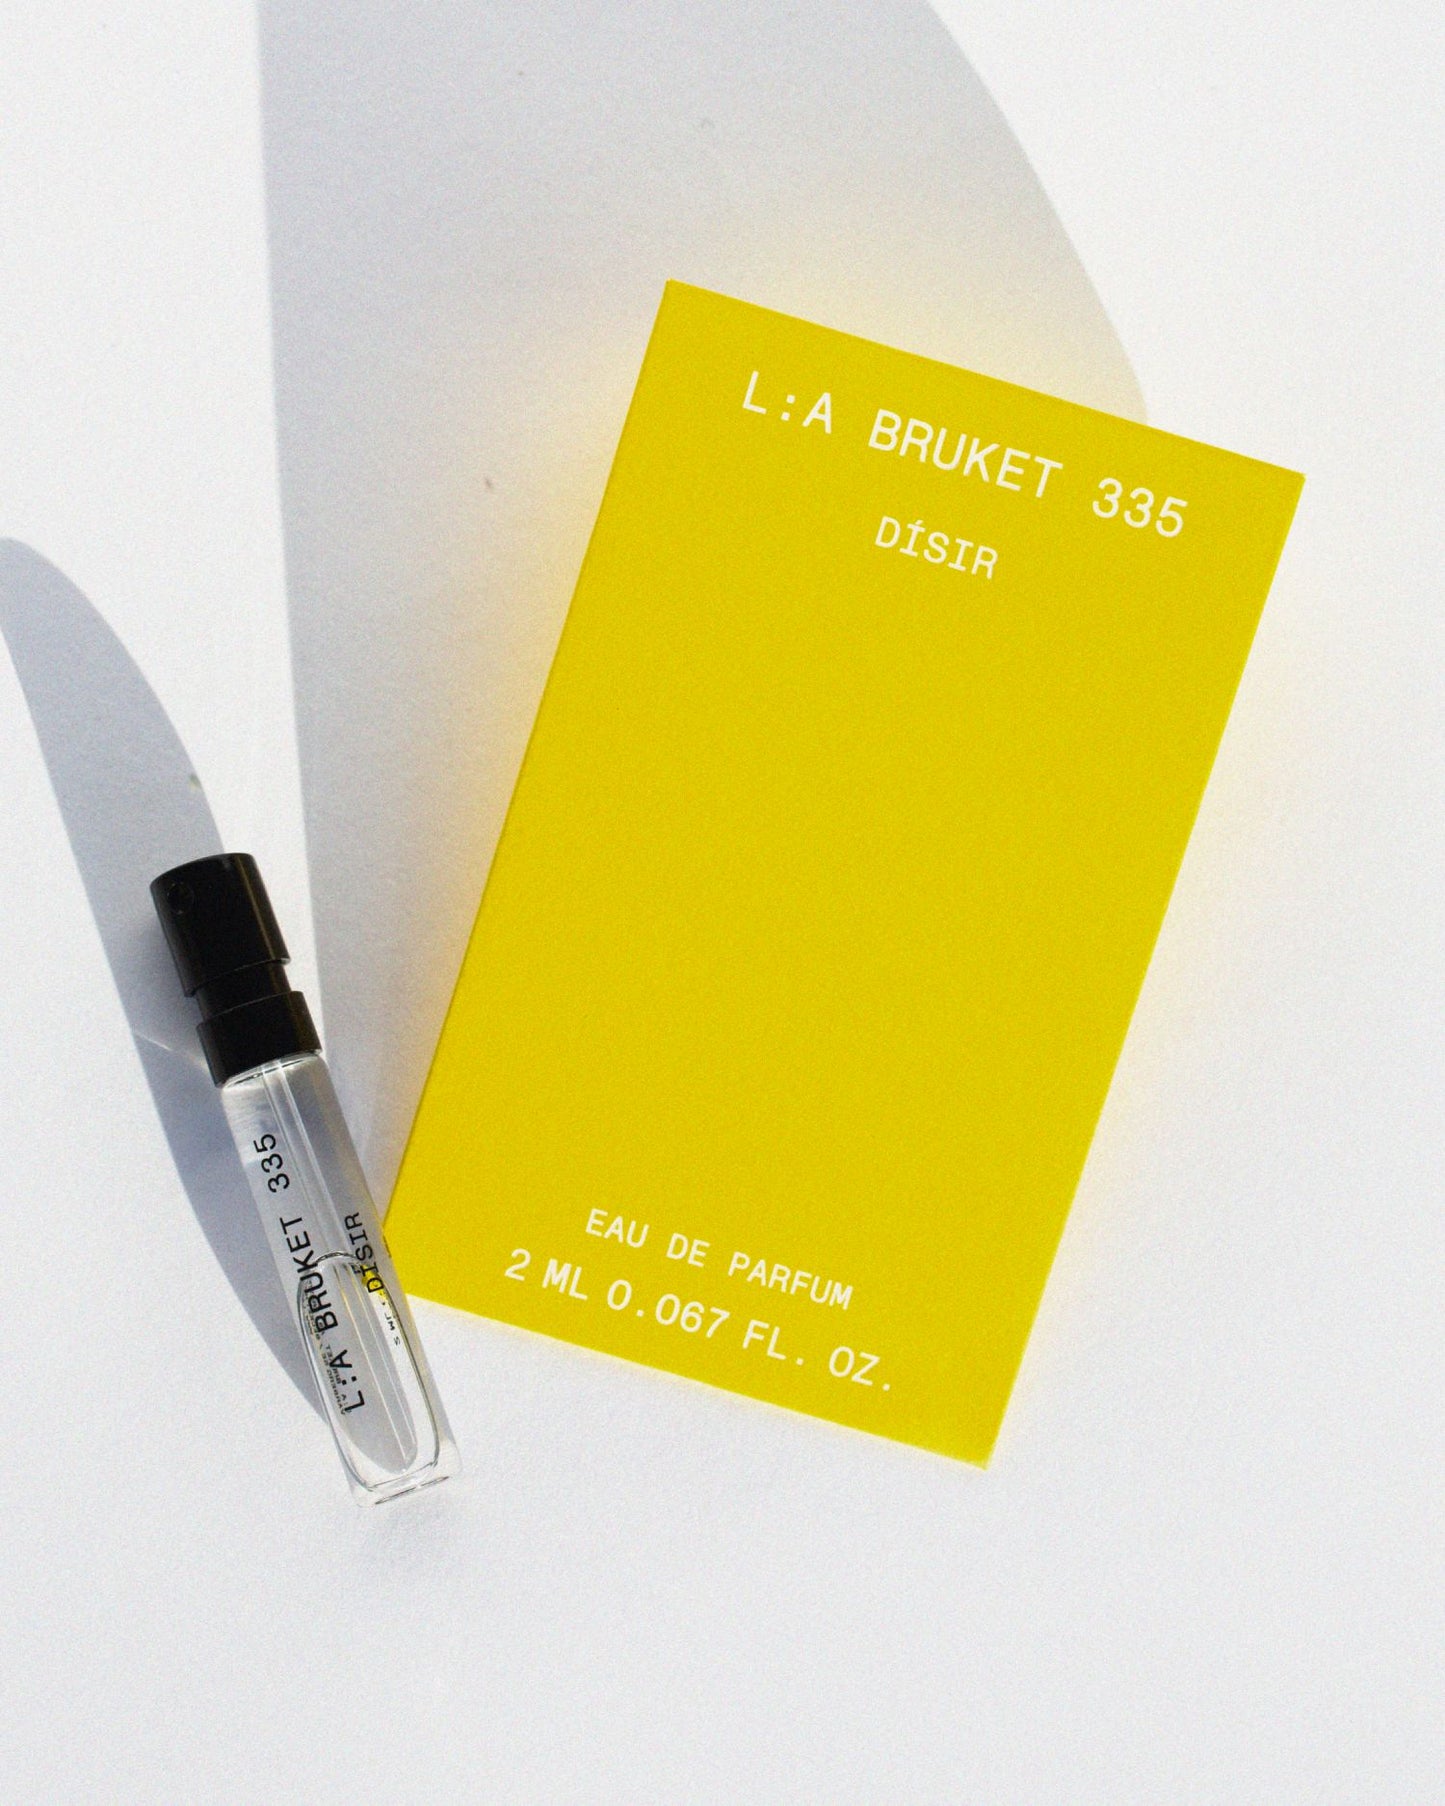 L:A BRUKET 335
DÍSIR
EAU DE PARFUM
2 ML 0.067 FL. OZ.
L:A BRUKET 335
DÍSIR